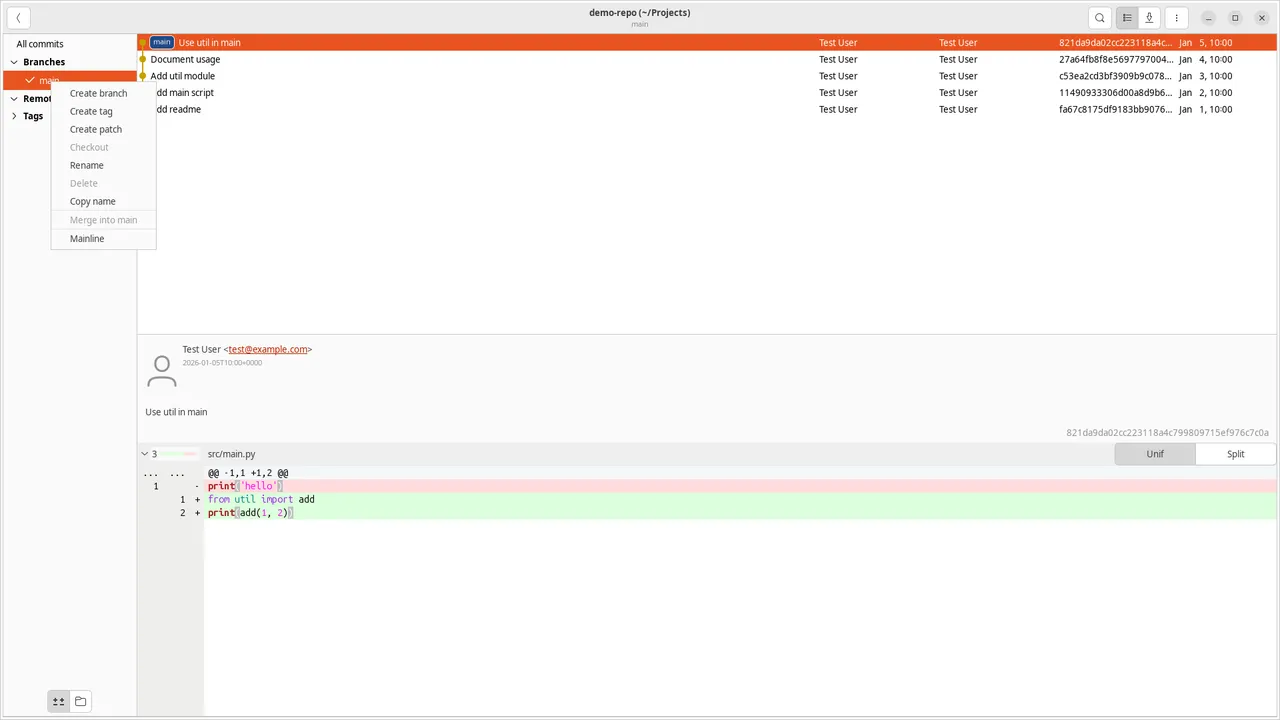 demo-repo (~/Projects)
main
All commits
Branches
main
Tags
Create branch
Create tag
Create patch
Checkout
Rename
Delete
Copy name
Merge into main
Mainline
main Use util in main Test User Test User 821da9da02cc223118a4c... Jan 5, 10:00
Document usage Test User Test User 27a64fb8f8e5697797004... Jan 4, 10:00
Add util module Test User Test User c53ea2cd3bf3909b9c078... Jan 3, 10:00
dd main script Test User Test User 11490933306d00a8d9b6... Jan 2, 10:00
dd readme Test User Test User fa67c8175df9183bb9076... Jan 1, 10:00
Test User <test@example.com>
2026-01-05T10:00+0000
Use util in main
821da9da02cc223118a4c799809715ef976c7c0a
3 src/main.py Unif Split
... ... @@ -1,1 +1,2 @@
1 - print('hello')
1 + from util import add
2 + print(add(1, 2))